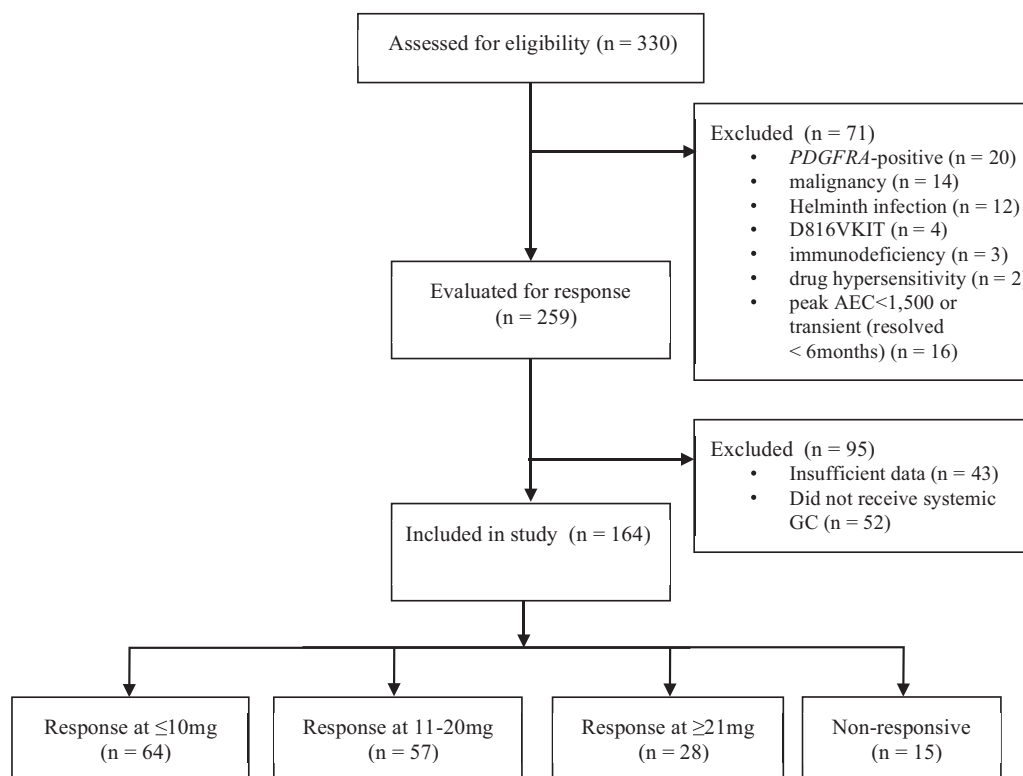 Assessed for eligibility (n = 330)
Excluded (n = 71)
• PDGFRA-positive (n = 20)
• malignancy (n = 14)
• Helminth infection (n = 12)
• D816VKIT (n = 4)
• immunodeficiency (n = 3)
• drug hypersensitivity (n = 2)
• peak AEC<1,500 or
transient (resolved
< 6months) (n = 16)
Evaluated for response
(n = 259)
Excluded (n = 95)
• Insufficient data (n = 43)
• Did not receive systemic
GC (n = 52)
Included in study (n = 164)
Response at ≤10mg
(n = 64)
Response at 11-20mg
(n = 57)
Response at ≥21mg
(n = 28)
Non-responsive
(n = 15)